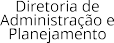 Diretoria de
Administração e
Planejamento